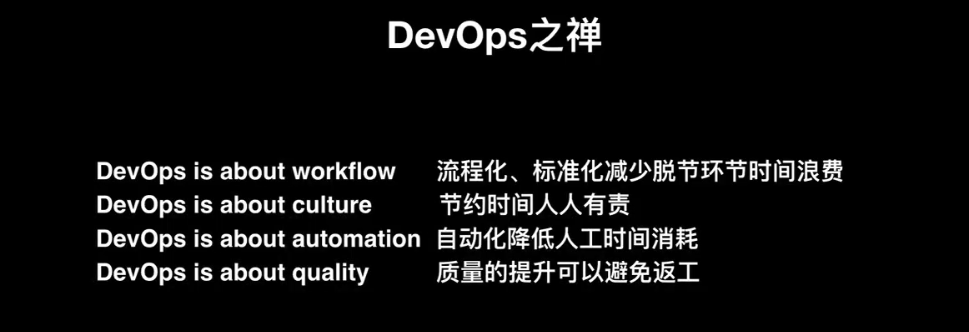 DevOps之禅
DevOps is about workflow 流程化、标准化减少脱节环节时间浪费
DevOps is about culture 节约时间人人有责
DevOps is about automation 自动化降低人工时间消耗
DevOps is about quality 质量的提升可以避免返工